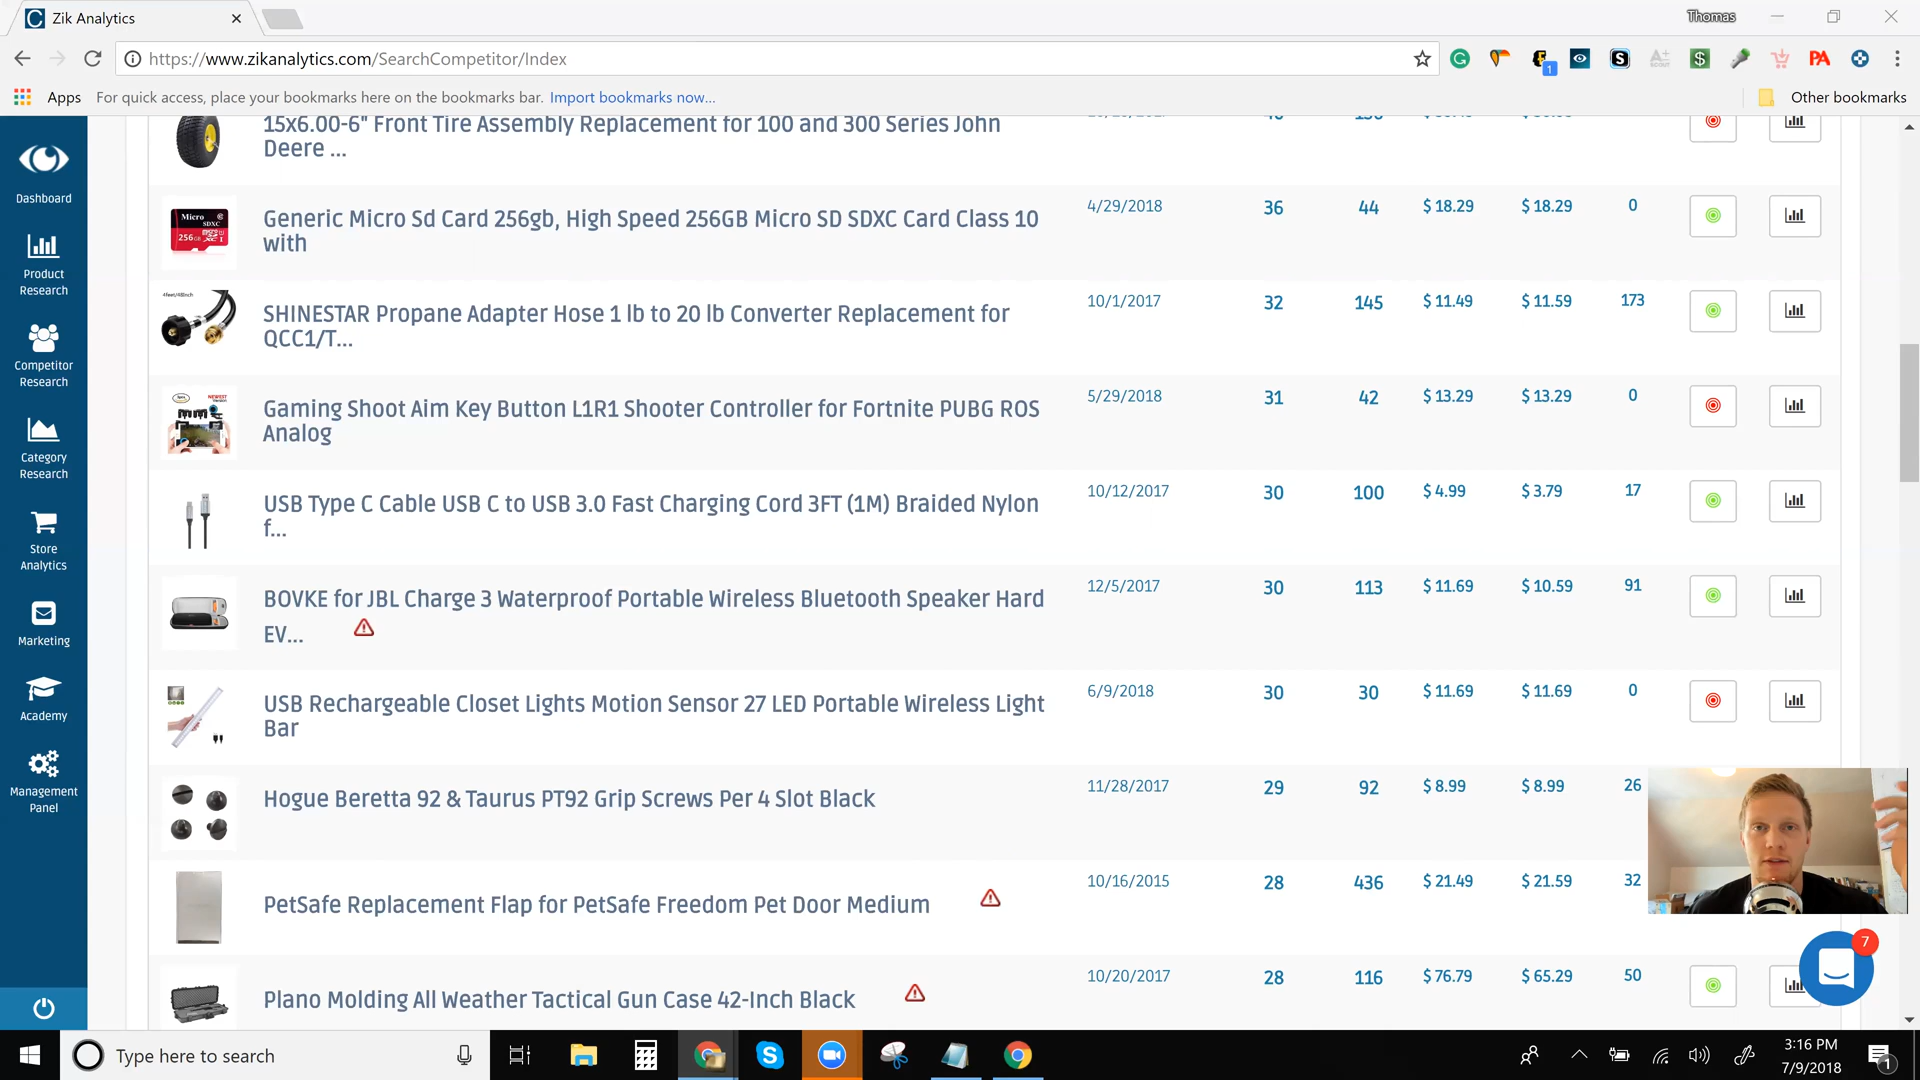 Zik Analytics
Thomas
https://www.zikanalytics.com/SearchCompetitor/Index
1
PA
Apps
For quick access, place your bookmarks here on the bookmarks bar. Import bookmarks now...
Other bookmarks
Dashboard
Product
Research
Competitor
Research
Category
Research
Store
Analytics
Marketing
Academy
Management
Panel
15x6.00-6" Front Tire Assembly Replacement for 100 and 300 Series John
Deere ...
Micro
SDXC
256
Generic Micro Sd Card 256gb, High Speed 256GB Micro SD SDXC Card Class 10
with
4/29/2018 36 44 $ 18.29 $ 18.29 0
SHINESTAR Propane Adapter Hose 1 lb to 20 lb Converter Replacement for
QCC1/T...
10/1/2017 32 145 $ 11.49 $ 11.59 173
Gaming Shoot Aim Key Button L1R1 Shooter Controller for Fortnite PUBG ROS
Analog
5/29/2018 31 42 $ 13.29 $ 13.29 0
USB Type C Cable USB C to USB 3.0 Fast Charging Cord 3FT (1M) Braided Nylon
f...
10/12/2017 30 100 $ 4.99 $ 3.79 17
BOVKE for JBL Charge 3 Waterproof Portable Wireless Bluetooth Speaker Hard
EV...
12/5/2017 30 113 $ 11.69 $ 10.59 91
USB Rechargeable Closet Lights Motion Sensor 27 LED Portable Wireless Light
Bar
6/9/2018 30 30 $ 11.69 $ 11.69 0
Hogue Beretta 92 & Taurus PT92 Grip Screws Per 4 Slot Black
11/28/2017 29 92 $ 8.99 $ 8.99 26
PetSafe Replacement Flap for PetSafe Freedom Pet Door Medium
10/16/2015 28 436 $ 21.49 $ 21.59 32
Plano Molding All Weather Tactical Gun Case 42-Inch Black
10/20/2017 28 116 $ 76.79 $ 65.29 50
7
Type here to search
3:16 PM
7/9/2018
1